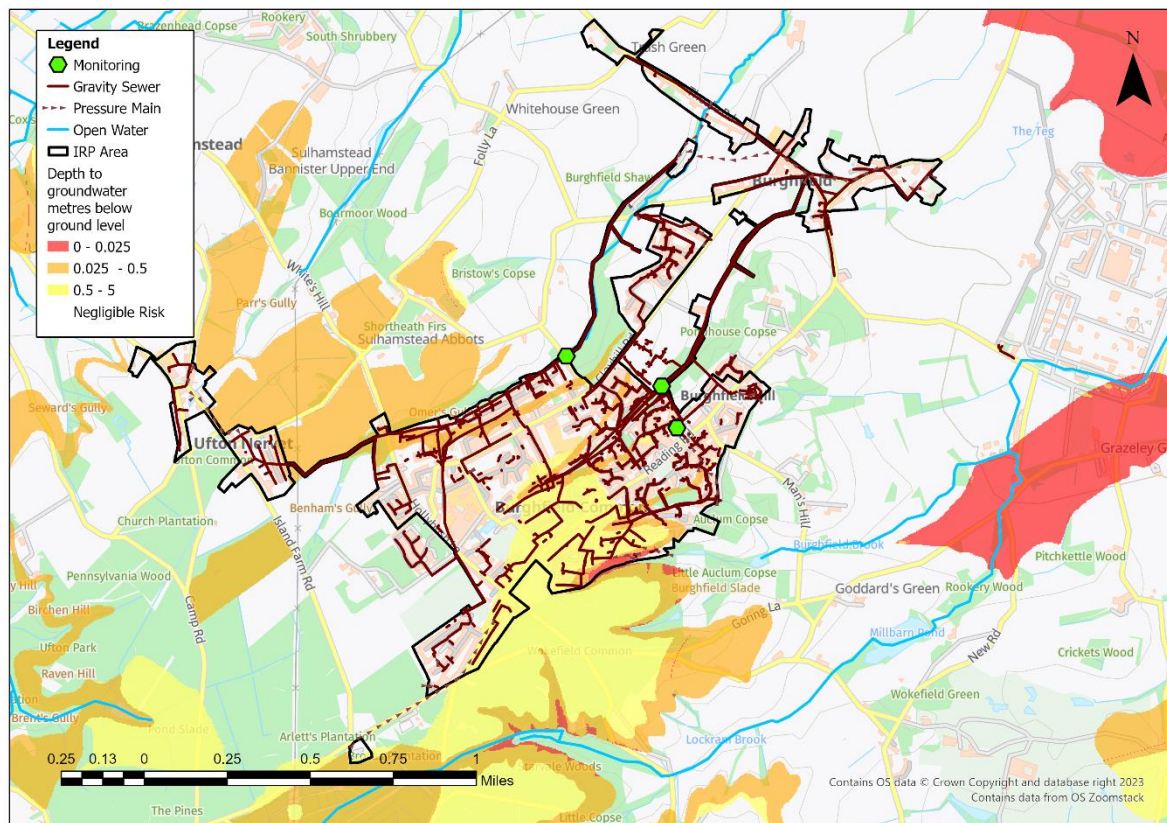 Legend
Monitoring
Gravity Sewer
Pressure Main
Open Water
IRP Area
Depth to
groundwater
metres below
ground level
0 - 0.025
0.025 - 0.5
0.5 - 5
Negligible Risk
N
Brazenhead Copse
Rookery
South Shrubbery
Trash Green
Whitehouse Green
Folly La
Sulhamstead
Bannister Upper End
The Teg
Burghfield
Boarmoor Wood
White's Hill
Bristow's Copse
Parr's Gully
Shortheath Firs
Sulhamstead Abbots
Seward's Gully
Omer's Gully
Burghfield Hill
Reading
Ufton Nervet
Ufton Common
Grazeley G
Church Plantation
Benham's Gully
Island Farm Rd
Man's Hill
Auclum Copse
Burghfield Brook
Pitchkettle Wood
Pennsylvania Wood
Little Auclum Copse
Burghfield Slade
Goddard's Green
Rookery Wood
Birchen Hill
Camp Rd
Goring La
Millbarn Pond
New Rd
Ufton Park
Wokefield Common
Crickets Wood
Raven Hill
Wokefield Green
Brent's Gully
Pond Slade
Arlett's Plantation
Lockram Brook
0.25 0.13 0 0.25 0.5 0.75 1
Miles
The Pines
Little Copse
Contains OS data © Crown Copyright and database right 2023
Contains data from OS Zoomstack